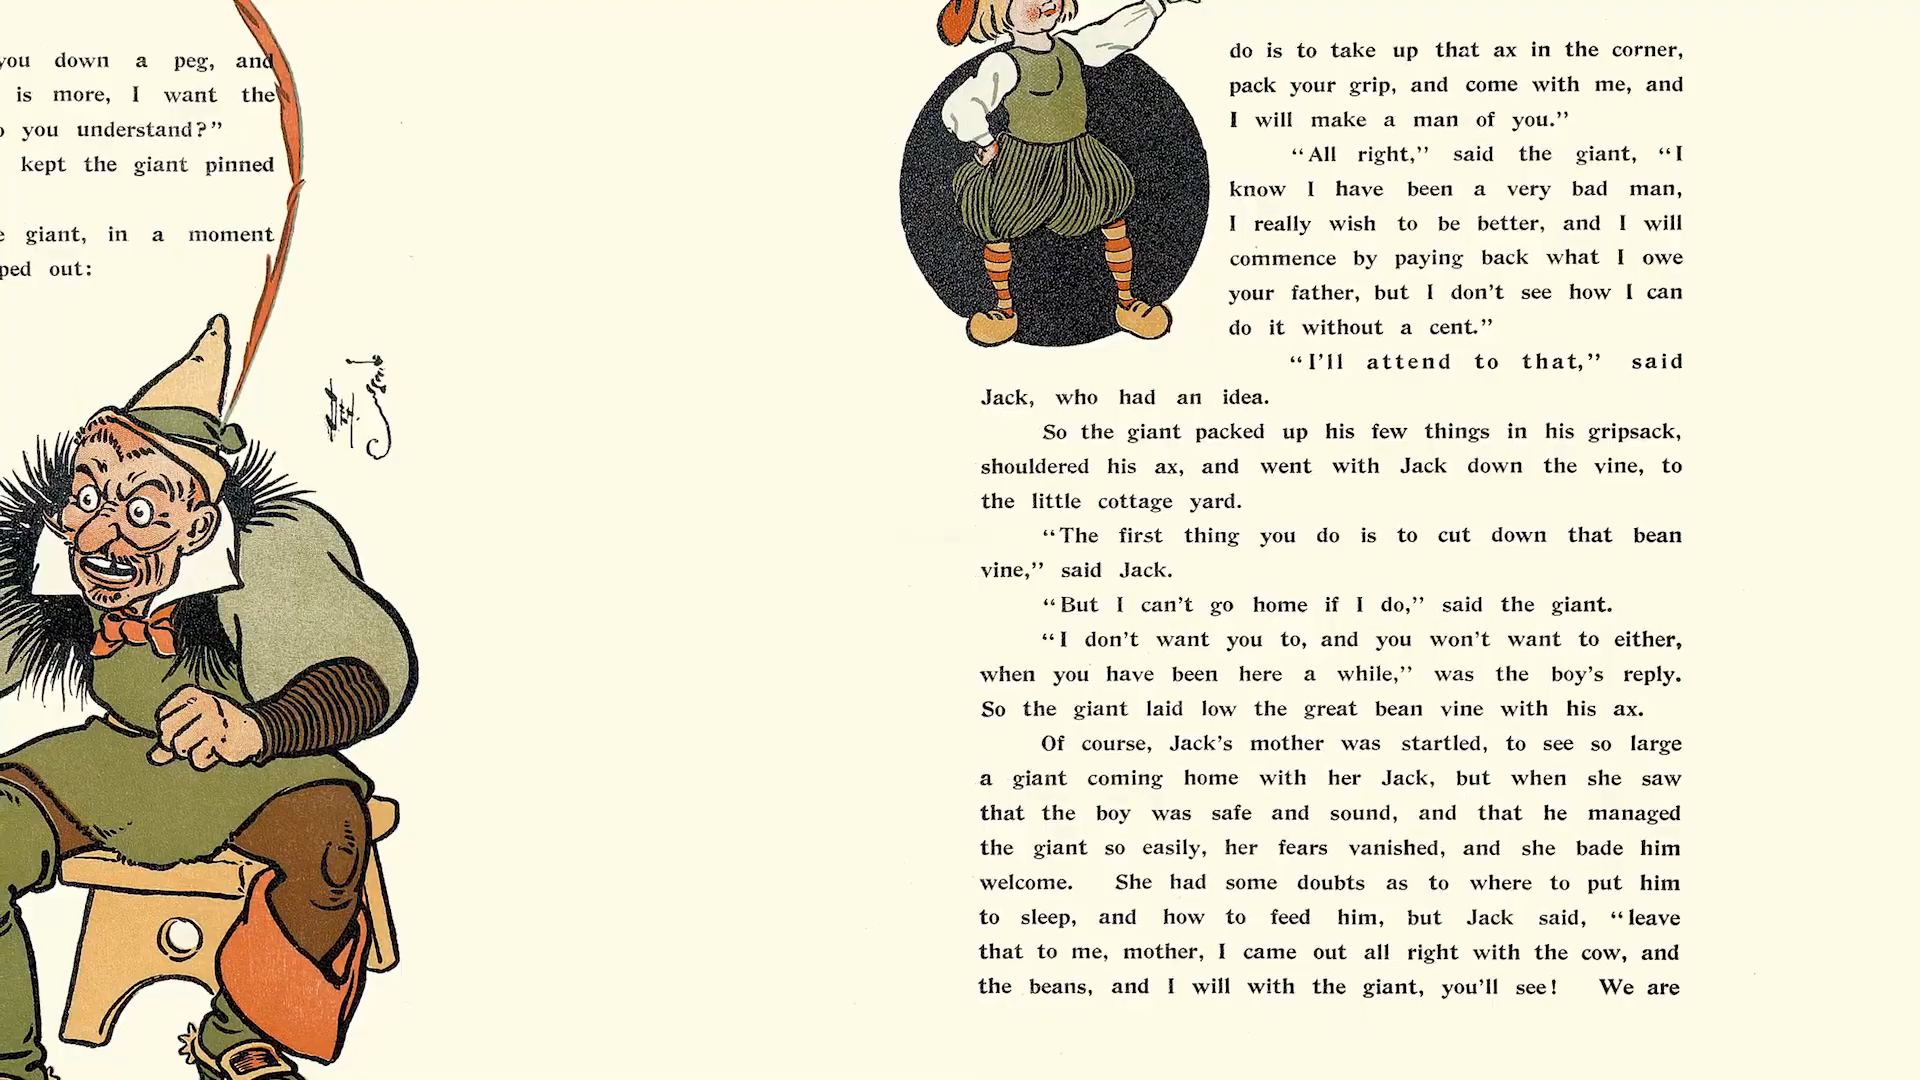 you down a peg, and
is more, I want the
you understand?”
kept the giant pinned
giant, in a moment
out:
do is to take up that ax in the corner,
pack your grip, and come with me, and
I will make a man of you.”
“All right,” said the giant, “I
know I have been a very bad man,
I really wish to be better, and I will
commence by paying back what I owe
your father, but I don’t see how I can
do it without a cent.”
“I’ll attend to that,” said
Jack, who had an idea.
So the giant packed up his few things in his gripsack,
shouldered his ax, and went with Jack down the vine, to
the little cottage yard.
“The first thing you do is to cut down that bean
vine,” said Jack.
“But I can’t go home if I do,” said the giant.
“I don’t want you to, and you won’t want to either,
when you have been here a while,” was the boy’s reply.
So the giant laid low the great bean vine with his ax.
Of course, Jack’s mother was startled, to see so large
a giant coming home with her Jack, but when she saw
that the boy was safe and sound, and that he managed
the giant so easily, her fears vanished, and she bade him
welcome. She had some doubts as to where to put him
to sleep, and how to feed him, but Jack said, “leave
that to me, mother, I came out all right with the cow, and
the beans, and I will with the giant, you’ll see! We are